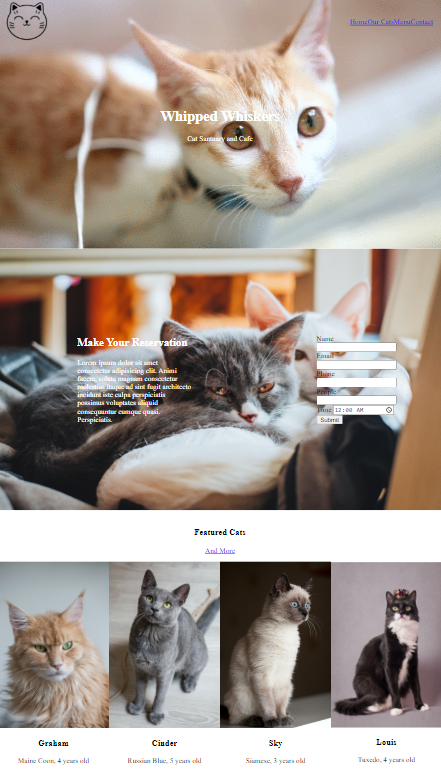 HomeOur CatsMenuContact
Whipped Whiskers
Cat Santuary and Cafe
Make Your Reservation
Lorem ipsum dolor sit amet
consectetur adipisicing elit. Animi
facere, soluta magnam consectetur
molestias itaque ad sint fugit architecto
incidunt iste culpa perspiciatis
possimus voluptates aliquid
consequuntur cumque quasi.
Perspiciatis.
Name
Email
Phone
People
Time 12:00 AM
Submit
Featured Cats
And More
Graham
Maine Coon, 4 years old
Cinder
Russian Blue, 5 years old
Sky
Siamese, 3 years old
Louis
Tuxedo, 4 years old